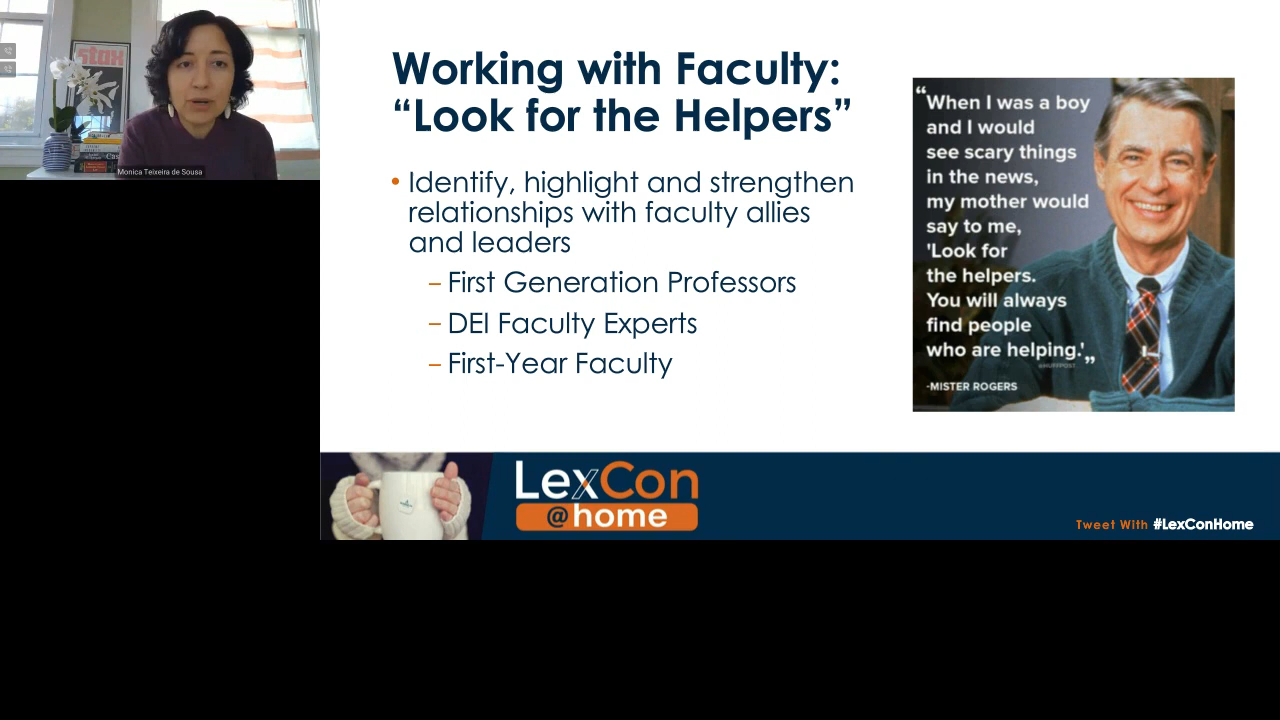 stax
Cas
Monica Teixeira de Sousa
Working with Faculty:
“Look for the Helpers”
• Identify, highlight and strengthen
relationships with faculty allies
and leaders
– First Generation Professors
– DEI Faculty Experts
– First-Year Faculty
“When I was a boy
and I would
see scary things
in the news,
my mother would
say to me,
'Look for
the helpers.
You will always
find people
who are helping.'„
@HUFFPOST
-MISTER ROGERS
LexCon
@home
Tweet With #LexConHome